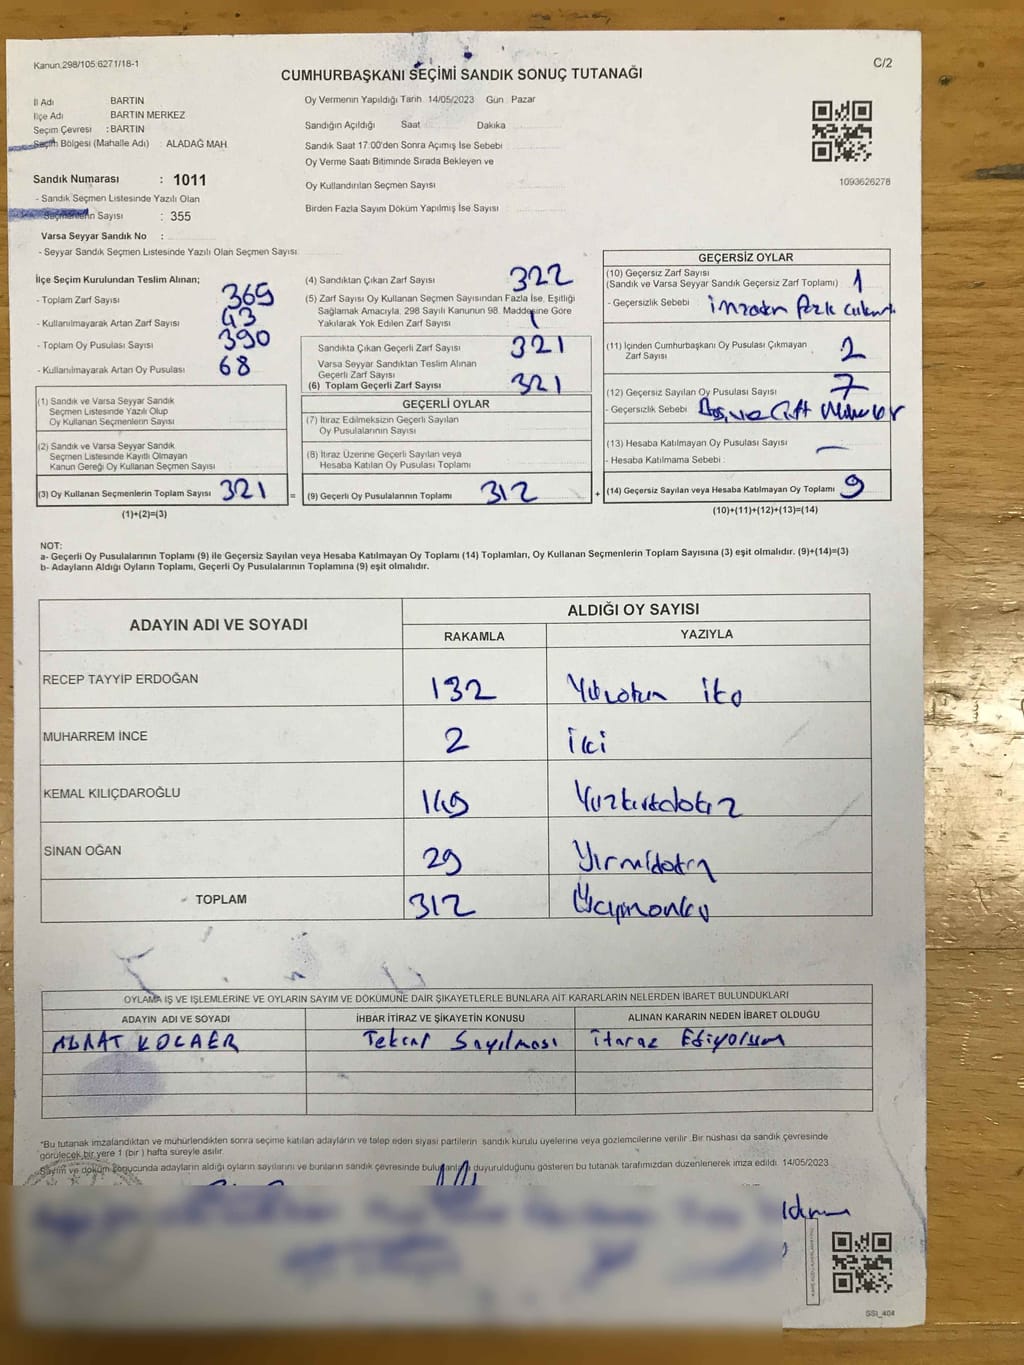 Kanun.298/105.6271/18-1
C/2
CUMHURBAŞKANI SEÇİMİ SANDIK SONUÇ TUTANAĞI
İl Adı BARTIN
İlçe Adı BARTIN MERKEZ
Seçim Çevresi : BARTIN
Seçim Bölgesi (Mahalle Adı) : ALADAĞ MAH.
Sandık Numarası : 1011
- Sandık Seçmen Listesinde Yazılı Olan
Seçmenlerin Sayısı : 355
Varsa Seyyar Sandık No :
- Seyyar Sandık Seçmen Listesinde Yazılı Olan Seçmen Sayısı
Oy Vermenin Yapıldığı Tarih 14/05/2023 Gün : Pazar
Sandığın Açıldığı Saat Dakika
Sandık Saat 17:00'den Sonra Açımış İse Sebebi
Oy Verme Saati Bitiminde Sırada Bekleyen ve
Oy Kullandırılan Seçmen Sayısı
Birden Fazla Sayım Döküm Yapılmış İse Sayısı
1093626278
İlçe Seçim Kurulundan Teslim Alınan;
- Toplam Zarf Sayısı 365
- Kullanılmayarak Artan Zarf Sayısı 43
- Toplam Oy Pusulası Sayısı 390
- Kullanılmayarak Artan Oy Pusulası 68
(1) Sandık ve Varsa Seyyar Sandık
Seçmen Listesinde Yazılı Olup
Oy Kullanan Seçmenlerin Sayısı
(2) Sandık ve Varsa Seyyar Sandık
Seçmen Listesinde Kayıtlı Olmayan
Kanun Gereği Oy Kullanan Seçmen Sayısı
(3) Oy Kullanan Seçmenlerin Toplam Sayısı 321
(1)+(2)=(3)
(4) Sandıktan Çıkan Zarf Sayısı 322
(5) Zarf Sayısı Oy Kullanan Seçmen Sayısından Fazla İse, Eşitliği
Sağlamak Amacıyla, 298 Sayılı Kanunun 98. Maddesine Göre
Yakılarak Yok Edilen Zarf Sayısı : 1
Sandıkta Çıkan Geçerli Zarf Sayısı 321
Varsa Seyyar Sandıktan Teslim Alınan
Geçerli Zarf Sayısı
(6) Toplam Geçerli Zarf Sayısı 321
GEÇERLİ OYLAR
(7) İtiraz Edilmeksizin Geçerli Sayılan
Oy Pusulalarının Sayısı
(8) İtiraz Üzerine Geçerli Sayılan veya
Hesaba Katılan Oy Pusulası Toplamı
= (9) Geçerli Oy Pusulalarının Toplamı 312 +
GEÇERSİZ OYLAR
(10) Geçersiz Zarf Sayısı
(Sandık ve Varsa Seyyar Sandık Geçersiz Zarf Toplamı) 1
- Geçersizlik Sebebi : imzadan fazla
(11) İçinden Cumhurbaşkanı Oy Pusulası Çıkmayan
Zarf Sayısı 2
(12) Geçersiz Sayılan Oy Pusulası Sayısı 7
- Geçersizlik Sebebi : Boş ve Çift Mühür
(13) Hesaba Katılmayan Oy Pusulası Sayısı —
- Hesaba Katılmama Sebebi :
(14) Geçersiz Sayılan veya Hesaba Katılmayan Oy Toplamı 9
(10)+(11)+(12)+(13)=(14)
NOT:
a- Geçerli Oy Pusulalarının Toplamı (9) ile Geçersiz Sayılan veya Hesaba Katılmayan Oy Toplamı (14) Toplamları, Oy Kullanan Seçmenlerin Toplam Sayısına (3) eşit olmalıdır. (9)+(14)=(3)
b- Adayların Aldığı Oyların Toplamı, Geçerli Oy Pusulalarının Toplamına (9) eşit olmalıdır.
ADAYIN ADI VE SOYADI ALDIĞI OY SAYISI
RAKAMLA YAZIYLA
RECEP TAYYİP ERDOĞAN 132 Yüzotuz iki
MUHARREM İNCE 2 iki
KEMAL KILIÇDAROĞLU 149 Yüzkırkdokuz
SİNAN OĞAN 29 Yirmidokuz
TOPLAM 312 Üçyüzoniki
OYLAMA İŞ VE İŞLEMLERİNE VE OYLARIN SAYIM VE DÖKÜMÜNE DAİR ŞİKAYETLERLE BUNLARA AİT KARARLARIN NELERDEN İBARET BULUNDUKLARI
ADAYIN ADI VE SOYADI İHBAR İTİRAZ VE ŞİKAYETİN KONUSU ALINAN KARARIN NEDEN İBARET OLDUĞU
KOCAER Tekrar Sayılması itaraz Ediyorum
*Bu tutanak imzalandıktan ve mühürlendikten sonra seçime katılan adayların ve talep eden siyasi partilerin sandık kurulu üyelerine veya gözlemcilerine verilir. Bir nüshası da sandık çevresinde
görülecek bir yere 1 (bir) hafta süreyle asılır.
Sayım ve döküm sonucunda adayların aldığı oyların sayılarını ve bunların sandık çevresinde duyurulduğunu gösteren bu tutanak tarafımızdan düzenlenerek imza edildi. 14/05/2023
SSI_404